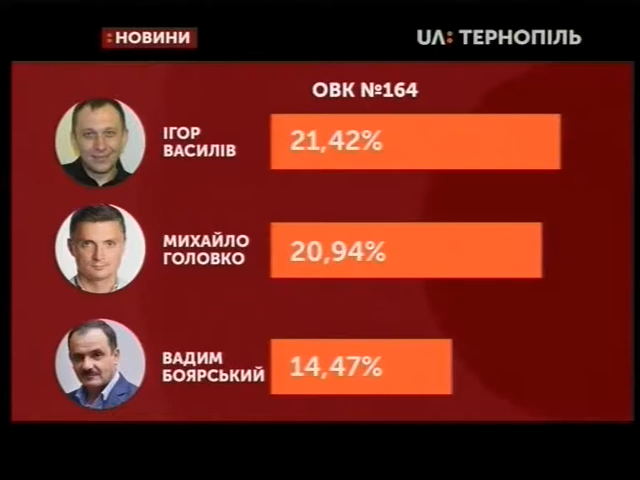 :НОВИНИ
UA: ТЕРНОПІЛЬ
ОВК №164
ІГОР
ВАСИЛІВ
21,42%
МИХАЙЛО
ГОЛОВКО
20,94%
ВАДИМ
БОЯРСЬКИЙ
14,47%